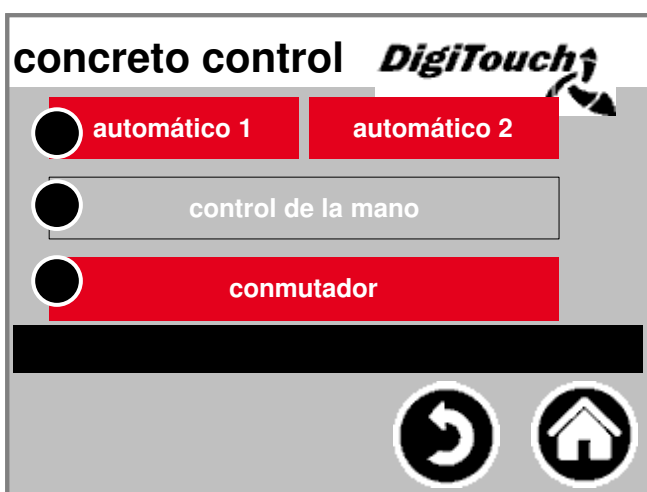 concreto control DigiTouch
automático 1 automático 2
control de la mano
conmutador